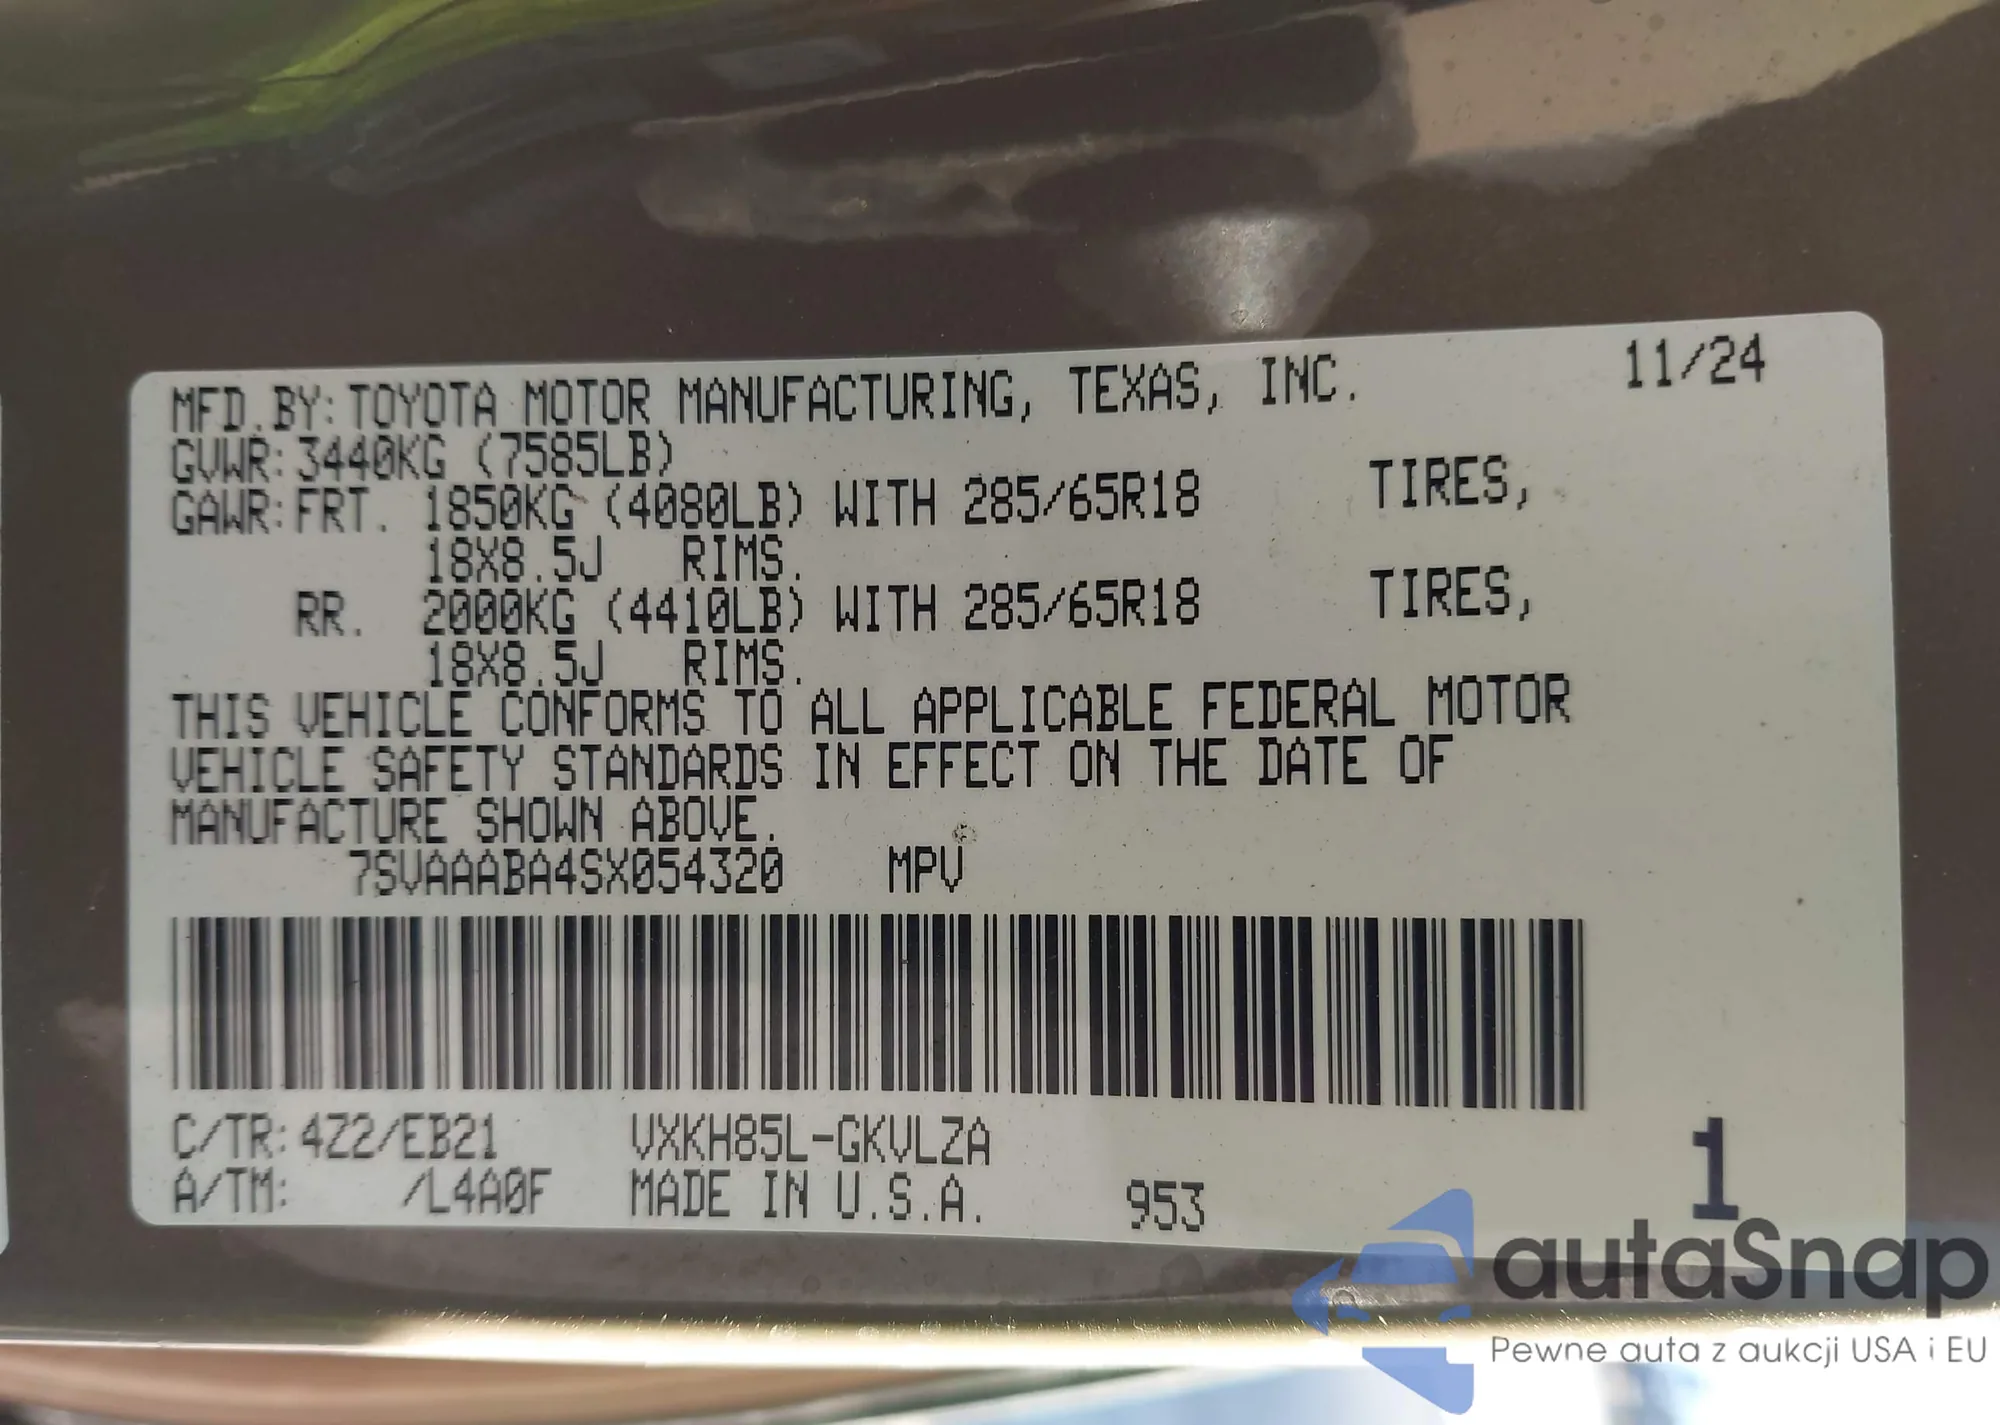 MFD.BY:TOYOTA MOTOR MANUFACTURING, TEXAS, INC. 11/24
GVWR:3440KG (7585LB)
GAWR:FRT. 1850KG (4080LB) WITH 285/65R18 TIRES,
18X8.5J RIMS.
RR. 2000KG (4410LB) WITH 285/65R18 TIRES,
18X8.5J RIMS.
THIS VEHICLE CONFORMS TO ALL APPLICABLE FEDERAL MOTOR
VEHICLE SAFETY STANDARDS IN EFFECT ON THE DATE OF
MANUFACTURE SHOWN ABOVE.
7SVAAABA4SX054320 MPV
C/TR:4Z2/EB21 VXKH85L-GKVLZA
A/TM: /L4A0F MADE IN U.S.A. 953 1
autaSnap
Pewne auta z aukcji USA i EU